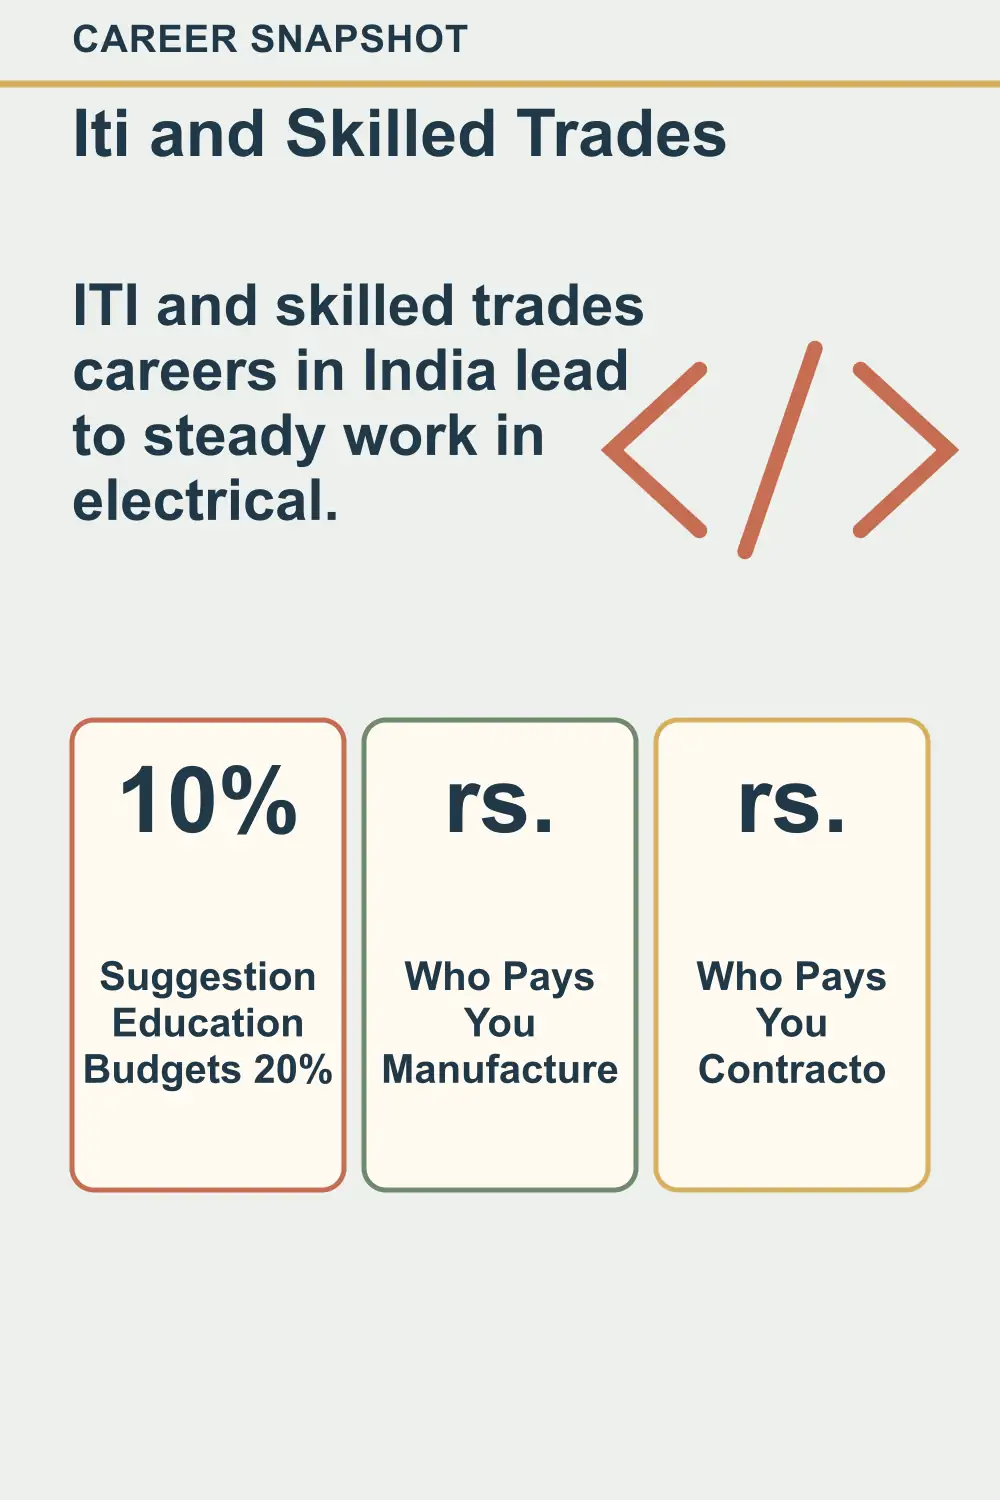 CAREER SNAPSHOT
Iti and Skilled Trades
ITI and skilled trades
careers in India lead
to steady work in
electrical.
10%
Suggestion
Education
Budgets 20%
rs.
Who Pays
You
Manufacture
rs.
Who Pays
You
Contracto